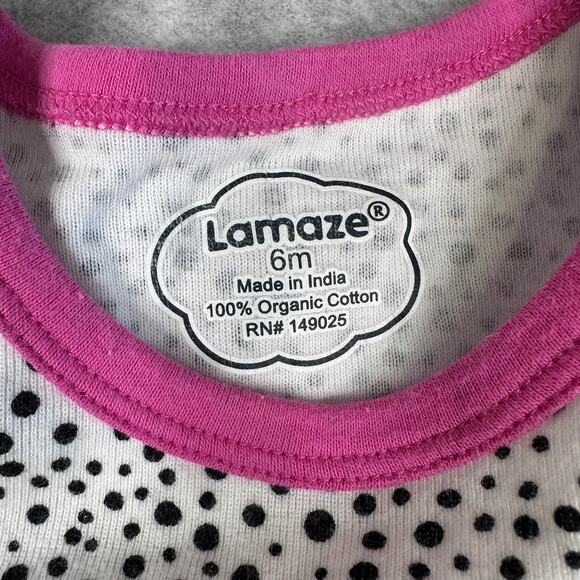 Lamaze®
6m
Made in India
100% Organic Cotton
RN# 149025